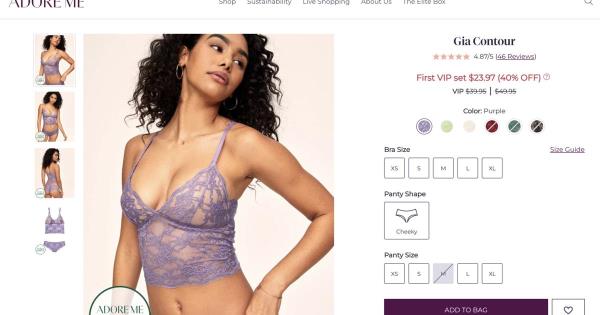 ADORE ME
Shop Sustainability Live Shopping About Us The Elite Box
Gia Contour
4.87/5 (46 Reviews)
First VIP set $23.97 (40% OFF) ?
VIP $39.95 | $49.95
Color: Purple
Bra Size Size Guide
XS S M L XL
Panty Shape
Cheeky
Panty Size
XS S M L XL
ADORE ME
ADD TO BAG